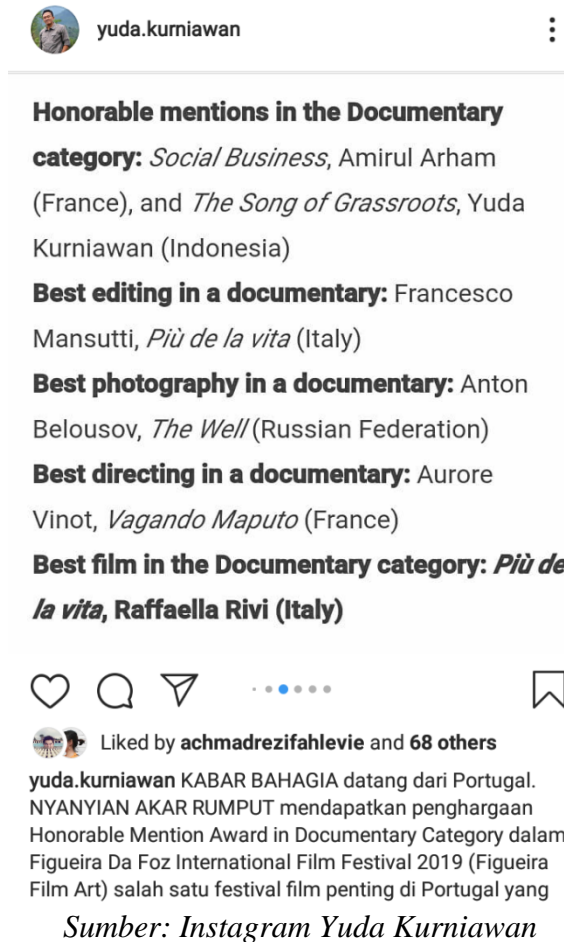 yuda.kurniawan
Honorable mentions in the Documentary
category: Social Business, Amirul Arham
(France), and The Song of Grassroots, Yuda
Kurniawan (Indonesia)
Best editing in a documentary: Francesco
Mansutti, Più de la vita (Italy)
Best photography in a documentary: Anton
Belousov, The Well (Russian Federation)
Best directing in a documentary: Aurore
Vinot, Vagando Maputo (France)
Best film in the Documentary category: Più de
la vita, Raffaella Rivi (Italy)
Liked by achmadrezifahlevie and 68 others
yuda.kurniawan KABAR BAHAGIA datang dari Portugal.
NYANYIAN AKAR RUMPUT mendapatkan penghargaan
Honorable Mention Award in Documentary Category dalam
Figueira Da Foz International Film Festival 2019 (Figueira
Film Art) salah satu festival film penting di Portugal yang
Sumber: Instagram Yuda Kurniawan